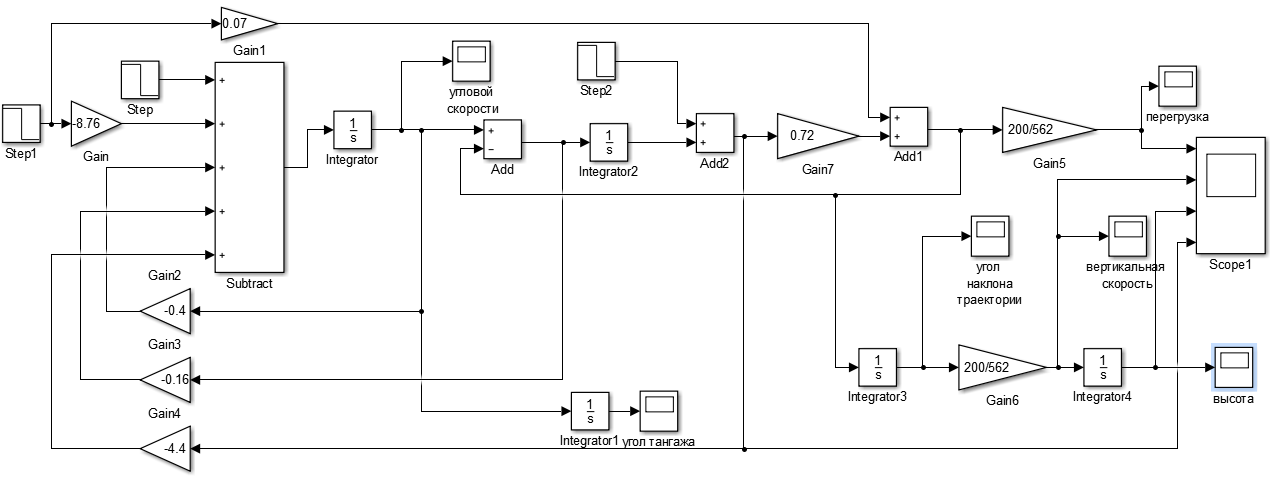 0.07
Gain1
угловой
скорости
Step2
перегрузка
Step
+
+
+
+
+
Subtract
-8.76
Gain
Step1
1
s
Integrator
+
−
Add
1
s
Integrator2
+
+
Add2
0.72
Gain7
+
+
Add1
200/562
Gain5
Scope1
угол
наклона
траектории
вертикальная
скорость
Gain2
-0.4
Gain3
-0.16
Gain4
-4.4
1
s
Integrator1
угол тангажа
1
s
Integrator3
200/562
Gain6
1
s
Integrator4
высота